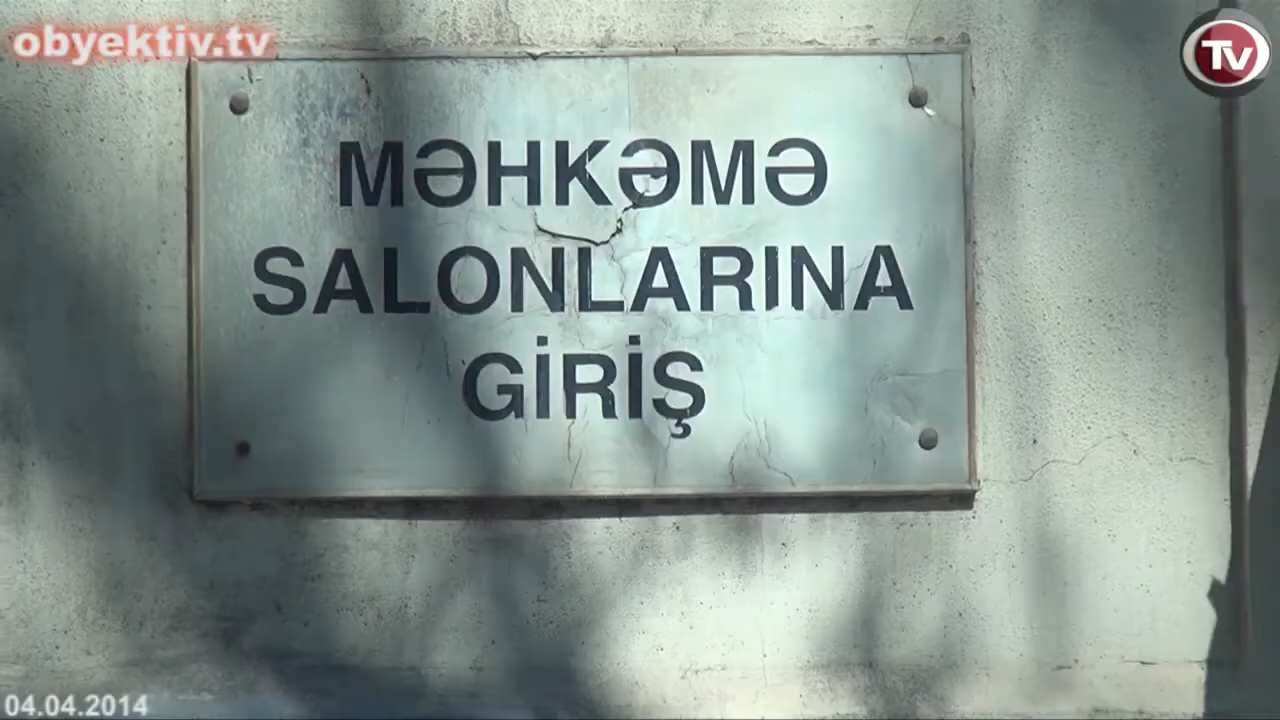 obyektiv.tv
TV
MƏHKƏMƏ
SALONLARINA
GİRİŞ
04.04.2014